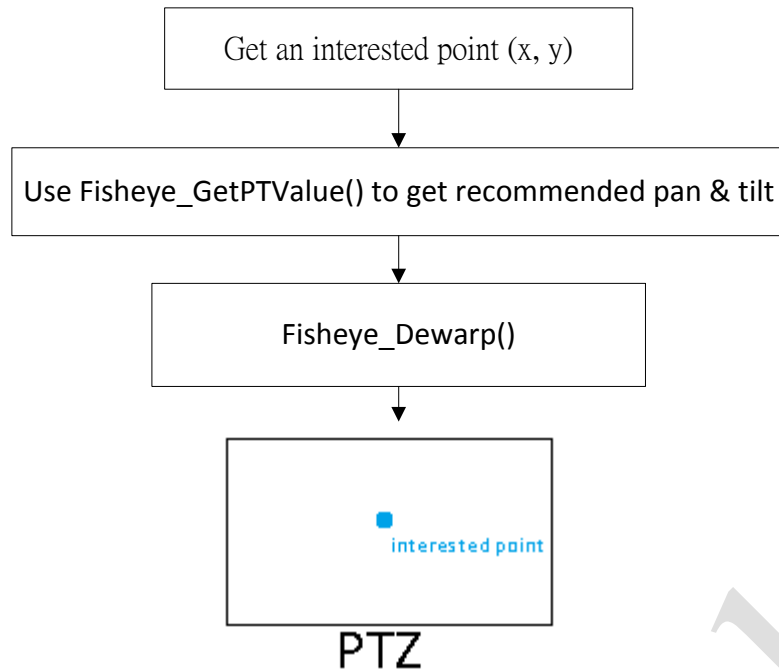 Get an interested point (x, y)
Use Fisheye_GetPTValue() to get recommended pan & tilt
Fisheye_Dewarp()
interested point
PTZ